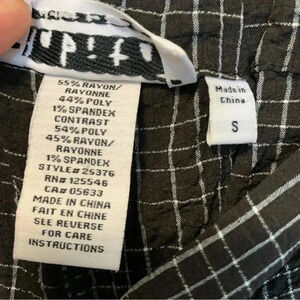 55% RAYON/
RAYONNE
44% POLY
1% SPANDEX
CONTRAST
54% POLY
45% RAYON/
RAYONNE
1% SPANDEX
STYLE# 25376
RN# 125546
CA# 05633
MADE IN CHINA
FAIT EN CHINE
SEE REVERSE
FOR CARE
INSTRUCTIONS
Made in
China
S